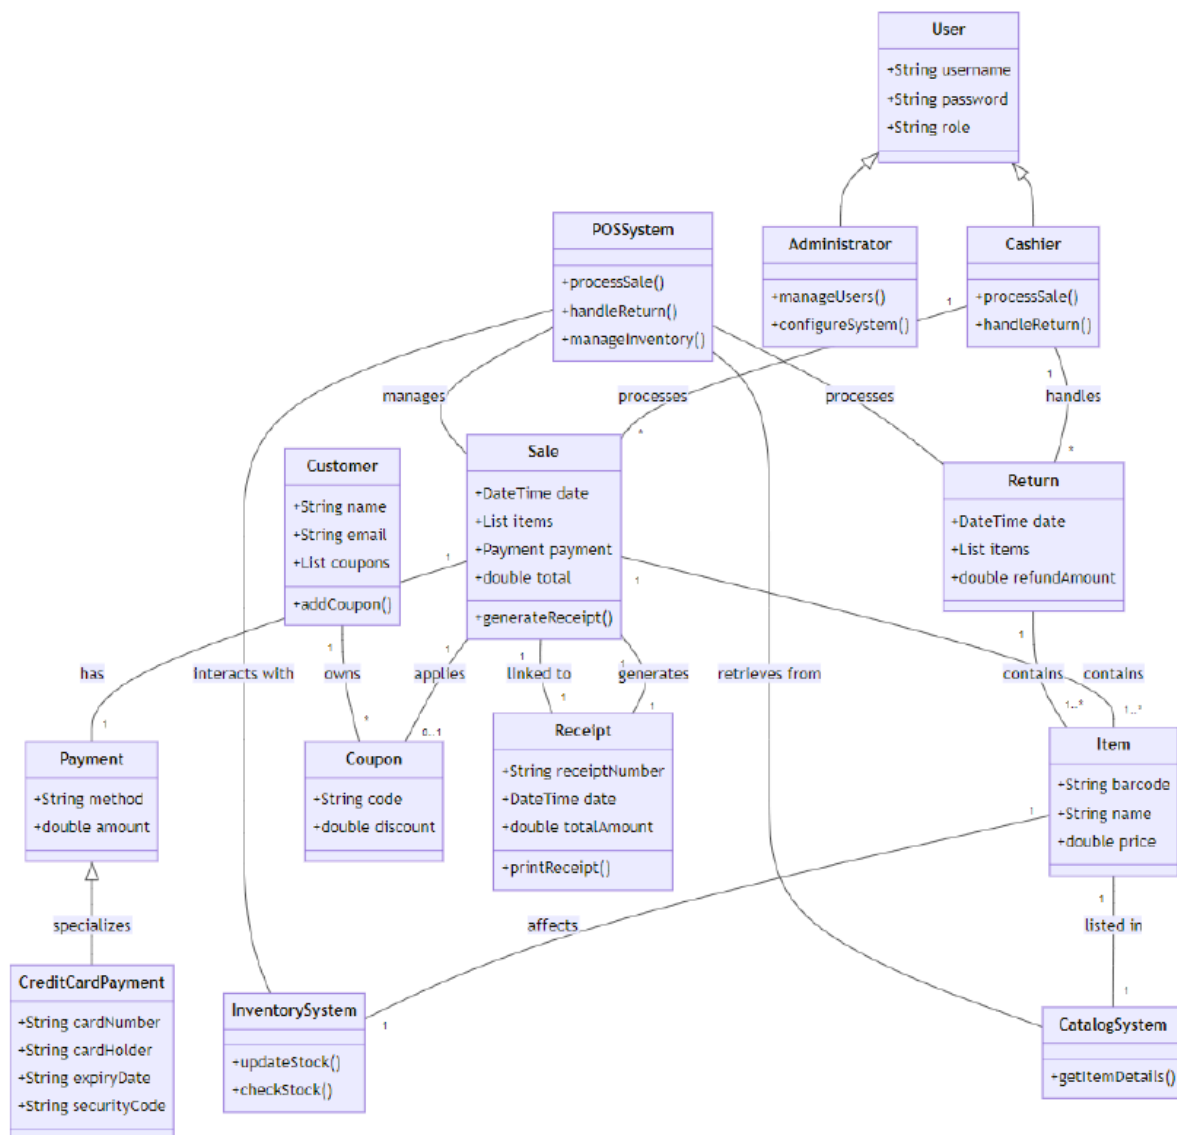 User
+String username
+String password
+String role
POSSystem
+processSale()
+handleReturn()
+manageInventory()
Administrator
+manageUsers()
+configureSystem()
Cashier
+processSale()
+handleReturn()
1
1
manages
processes
processes
handles
*
*
Customer
+String name
+String email
+List coupons
+addCoupon()
Sale
+DateTime date
+List items
+Payment payment
+double total
+generateReceipt()
Return
+DateTime date
+List items
+double refundAmount
1
1
1
1
1
1
1
has
interacts with
owns
applies
linked to
generates
retrieves from
contains
contains
1
*
0..1
1
1
1..*
1..*
Payment
+String method
+double amount
Coupon
+String code
+double discount
Receipt
+String receiptNumber
+DateTime date
+double totalAmount
+printReceipt()
Item
+String barcode
+String name
+double price
1
1
specializes
affects
listed in
CreditCardPayment
+String cardNumber
+String cardHolder
+String expiryDate
+String securityCode
InventorySystem
+updateStock()
+checkStock()
1
1
CatalogSystem
+getItemDetails()